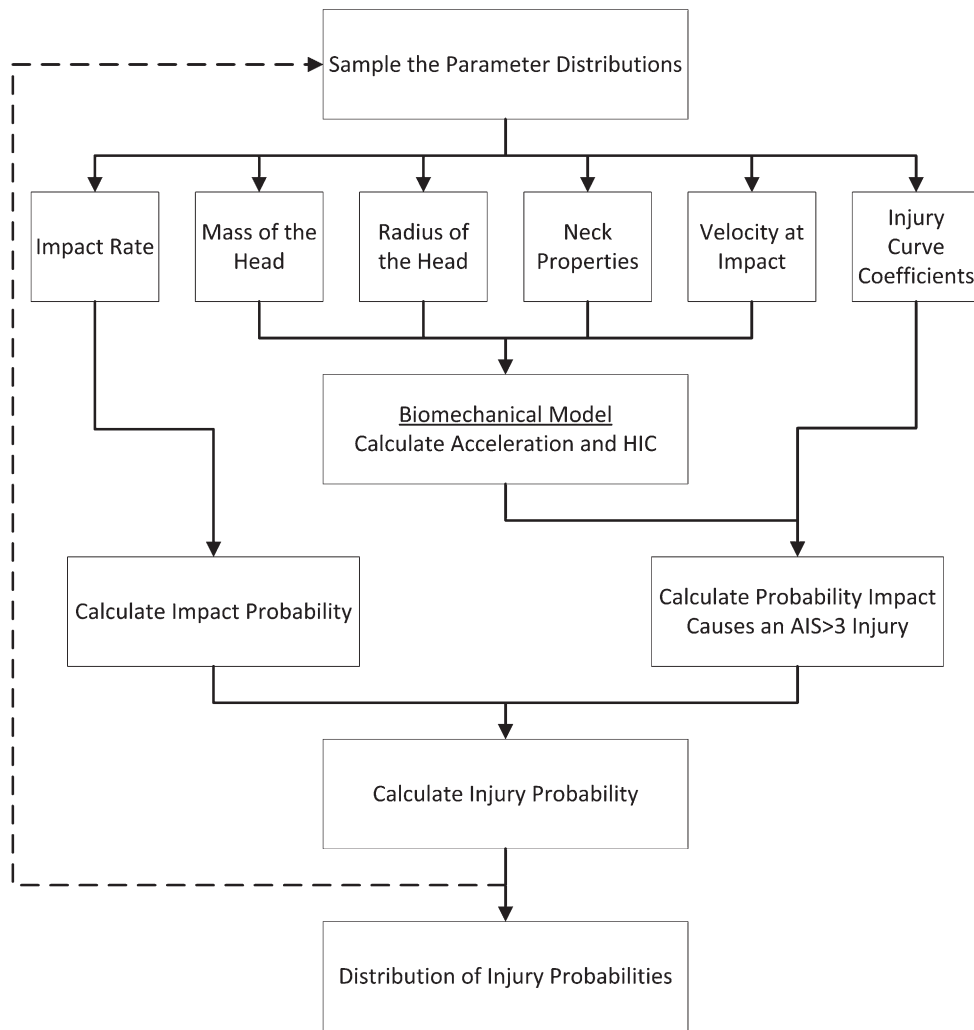 Sample the Parameter Distributions
Impact Rate
Mass of the
Head
Radius of
the Head
Neck
Properties
Velocity at
Impact
Injury
Curve
Coefficients
Biomechanical Model
Calculate Acceleration and HIC
Calculate Impact Probability
Calculate Probability Impact
Causes an AIS>3 Injury
Calculate Injury Probability
Distribution of Injury Probabilities